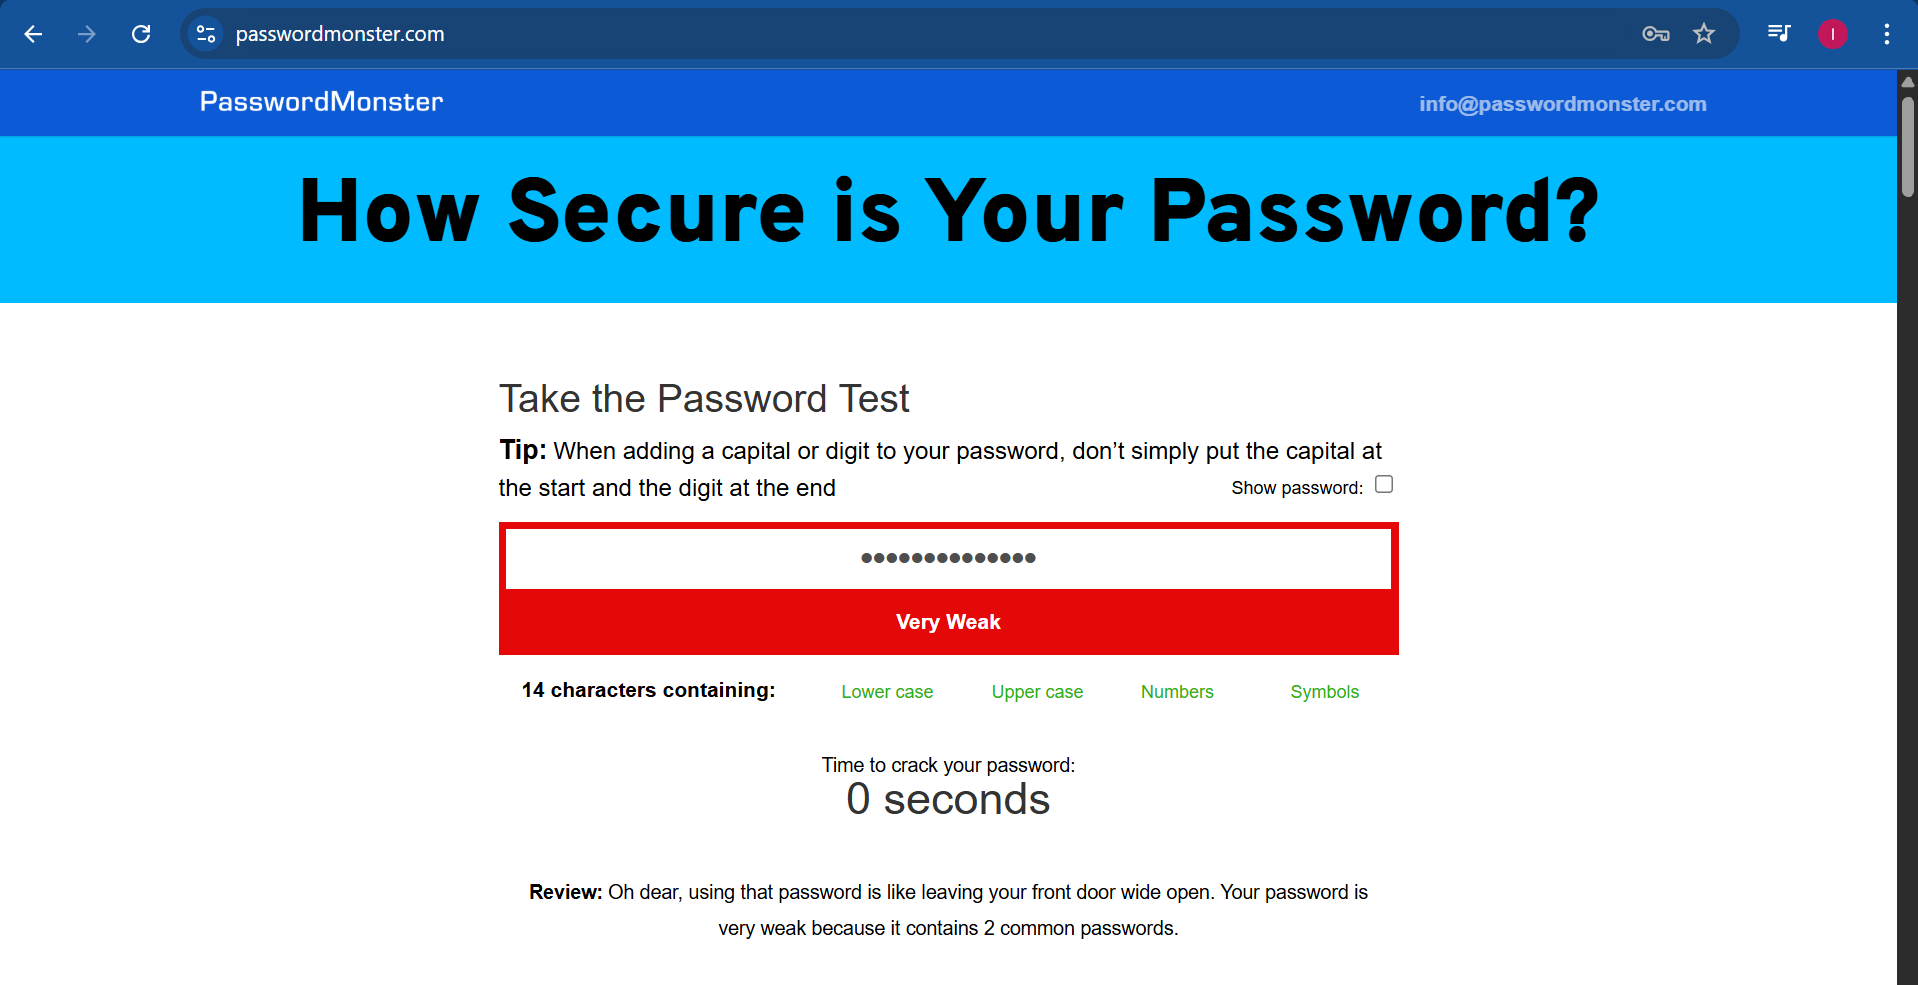 passwordmonster.com
I
PasswordMonster
info@passwordmonster.com
How Secure is Your Password?
Take the Password Test
Tip: When adding a capital or digit to your password, don’t simply put the capital at
the start and the digit at the end
Show password:
••••••••••••••
Very Weak
14 characters containing: Lower case Upper case Numbers Symbols
Time to crack your password:
0 seconds
Review: Oh dear, using that password is like leaving your front door wide open. Your password is
very weak because it contains 2 common passwords.